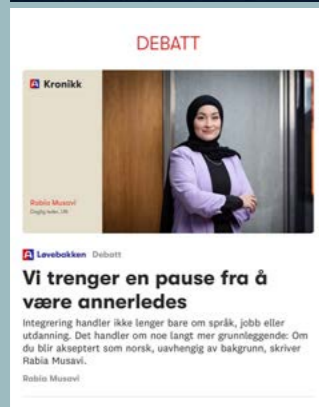 DEBATT
Kronikk
Rabia Musavi
Daglig leder, LIN
Løvebakken Debatt
Vi trenger en pause fra å
være annerledes
Integrering handler ikke lenger bare om språk, jobb eller
utdanning. Det handler om noe langt mer grunnleggende: Om
du blir akseptert som norsk, uavhengig av bakgrunn, skriver
Rabia Musavi.
Rabia Musavi